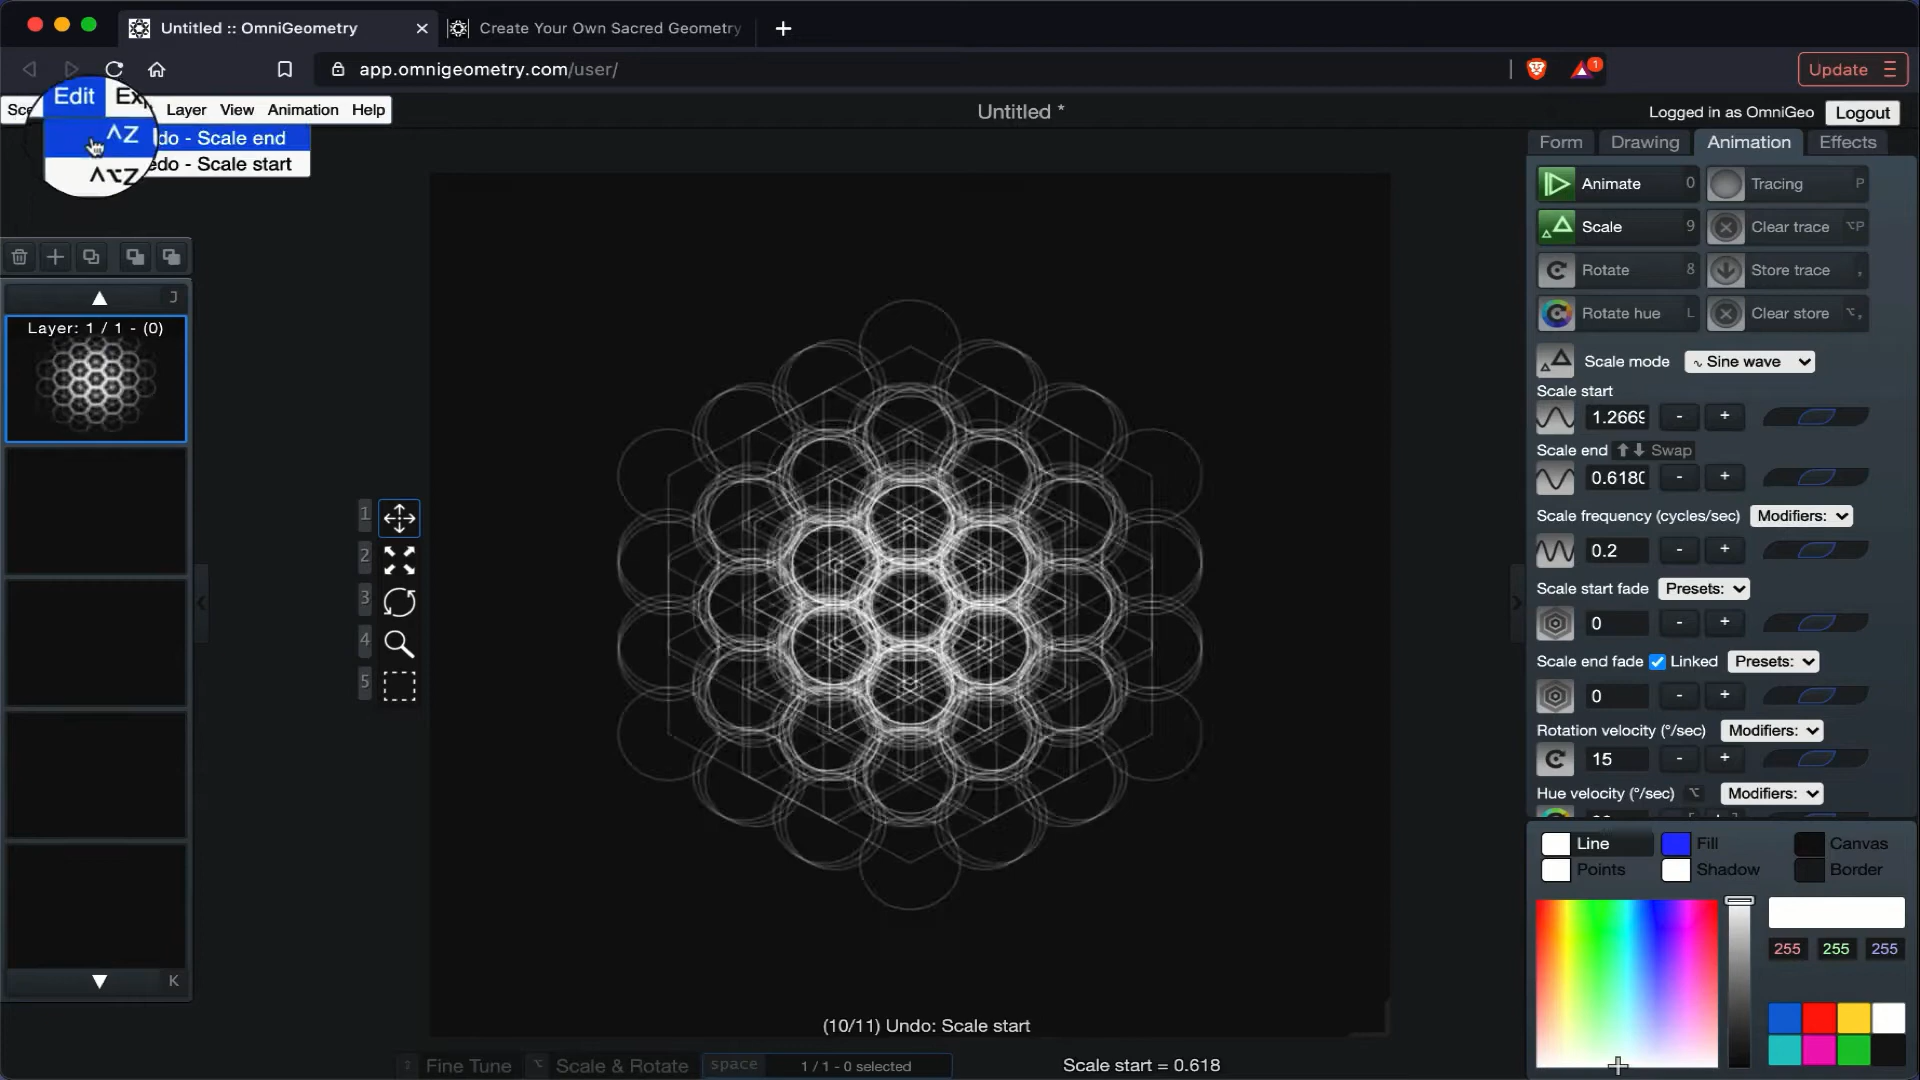 Untitled :: OmniGeometry
Create Your Own Sacred Geometry
app.omnigeometry.com/user/
1
Update
Edit
Layer View Animation Help
Untitled *
Logged in as OmniGeo
Logout
^Z
do - Scale end
^⌥Z
edo - Scale start
Form Drawing Animation Effects
Animate 0
Tracing P
Scale 9
Clear trace ⌥P
Rotate 8
Store trace ,
Rotate hue L
Clear store ⌥,
Scale mode ∿ Sine wave
Scale start
1.2669
- +
Scale end Swap
0.6180
- +
Scale frequency (cycles/sec) Modifiers:
0.2
- +
Scale start fade Presets:
0
- +
Scale end fade Linked Presets:
0
- +
Rotation velocity (°/sec) Modifiers:
15
- +
Hue velocity (°/sec) ⌥ Modifiers:
J
Layer: 1 / 1 - (0)
K
1
2
3
4
5
Line Fill Canvas
Points Shadow Border
255 255 255
(10/11) Undo: Scale start
Fine Tune ⌥ Scale & Rotate space 1 / 1 - 0 selected
Scale start = 0.618